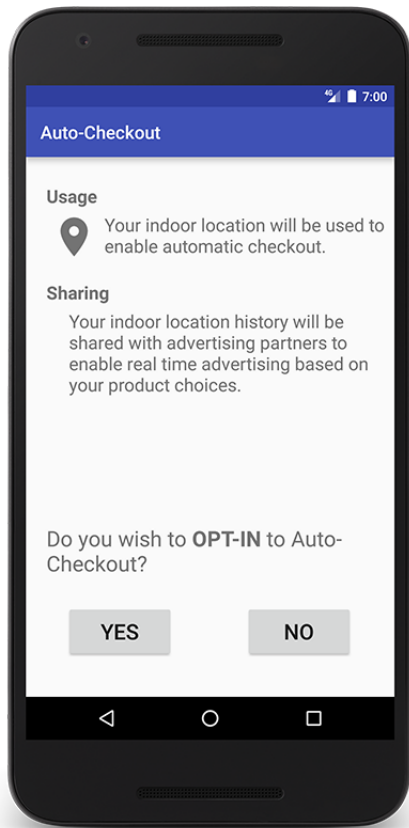 4G 7:00
Auto-Checkout
Usage
Your indoor location will be used to
enable automatic checkout.
Sharing
Your indoor location history will be
shared with advertising partners to
enable real time advertising based on
your product choices.
Do you wish to OPT-IN to Auto-
Checkout?
YES NO